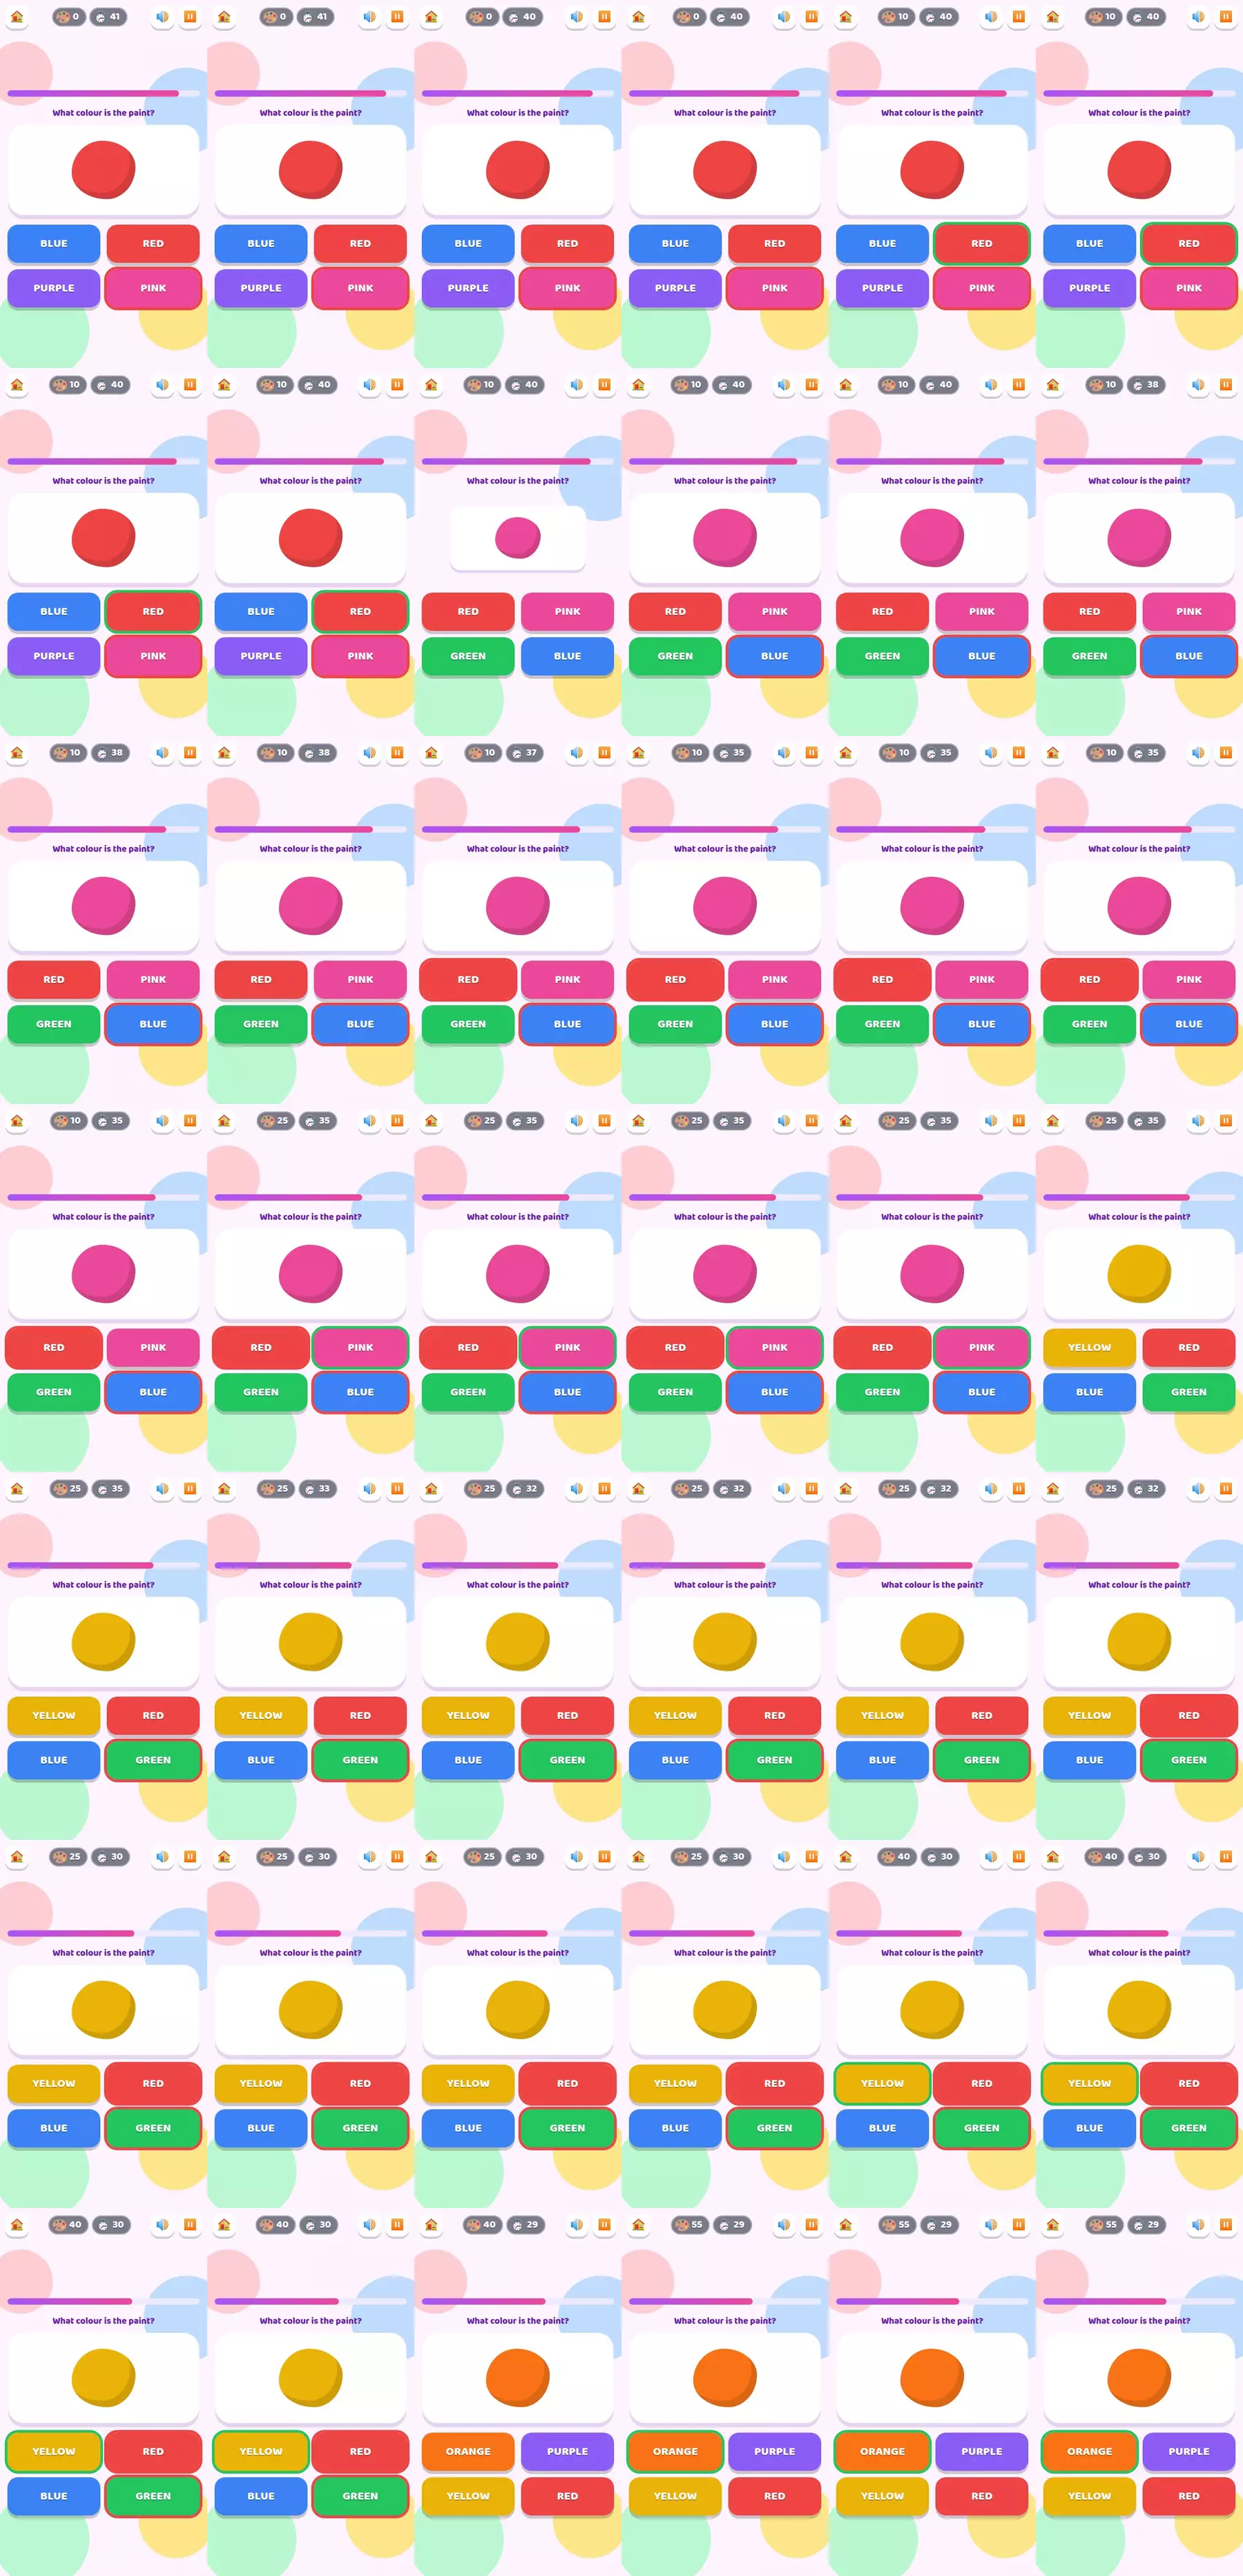 0 41 0 41 0 40 0 40 10 40 10 40
What colour is the paint? What colour is the paint? What colour is the paint? What colour is the paint? What colour is the paint? What colour is the paint?
BLUE RED BLUE RED BLUE RED BLUE RED BLUE RED BLUE RED
PURPLE PINK PURPLE PINK PURPLE PINK PURPLE PINK PURPLE PINK PURPLE PINK
10 40 10 40 10 40 10 40 10 40 10 38
What colour is the paint? What colour is the paint? What colour is the paint? What colour is the paint? What colour is the paint? What colour is the paint?
BLUE RED BLUE RED RED PINK RED PINK RED PINK RED PINK
PURPLE PINK PURPLE PINK GREEN BLUE GREEN BLUE GREEN BLUE GREEN BLUE
10 38 10 38 10 37 10 35 10 35 10 35
What colour is the paint? What colour is the paint? What colour is the paint? What colour is the paint? What colour is the paint? What colour is the paint?
RED PINK RED PINK RED PINK RED PINK RED PINK RED PINK
GREEN BLUE GREEN BLUE GREEN BLUE GREEN BLUE GREEN BLUE GREEN BLUE
10 35 25 35 25 35 25 35 25 35 25 35
What colour is the paint? What colour is the paint? What colour is the paint? What colour is the paint? What colour is the paint? What colour is the paint?
RED PINK RED PINK RED PINK RED PINK RED PINK YELLOW RED
GREEN BLUE GREEN BLUE GREEN BLUE GREEN BLUE GREEN BLUE BLUE GREEN
25 35 25 33 25 32 25 32 25 32 25 32
What colour is the paint? What colour is the paint? What colour is the paint? What colour is the paint? What colour is the paint? What colour is the paint?
YELLOW RED YELLOW RED YELLOW RED YELLOW RED YELLOW RED YELLOW RED
BLUE GREEN BLUE GREEN BLUE GREEN BLUE GREEN BLUE GREEN BLUE GREEN
25 30 25 30 25 30 25 30 40 30 40 30
What colour is the paint? What colour is the paint? What colour is the paint? What colour is the paint? What colour is the paint? What colour is the paint?
YELLOW RED YELLOW RED YELLOW RED YELLOW RED YELLOW RED YELLOW RED
BLUE GREEN BLUE GREEN BLUE GREEN BLUE GREEN BLUE GREEN BLUE GREEN
40 30 40 30 40 29 55 29 55 29 55 29
What colour is the paint? What colour is the paint? What colour is the paint? What colour is the paint? What colour is the paint? What colour is the paint?
YELLOW RED YELLOW RED ORANGE PURPLE ORANGE PURPLE ORANGE PURPLE ORANGE PURPLE
BLUE GREEN BLUE GREEN YELLOW RED YELLOW RED YELLOW RED YELLOW RED